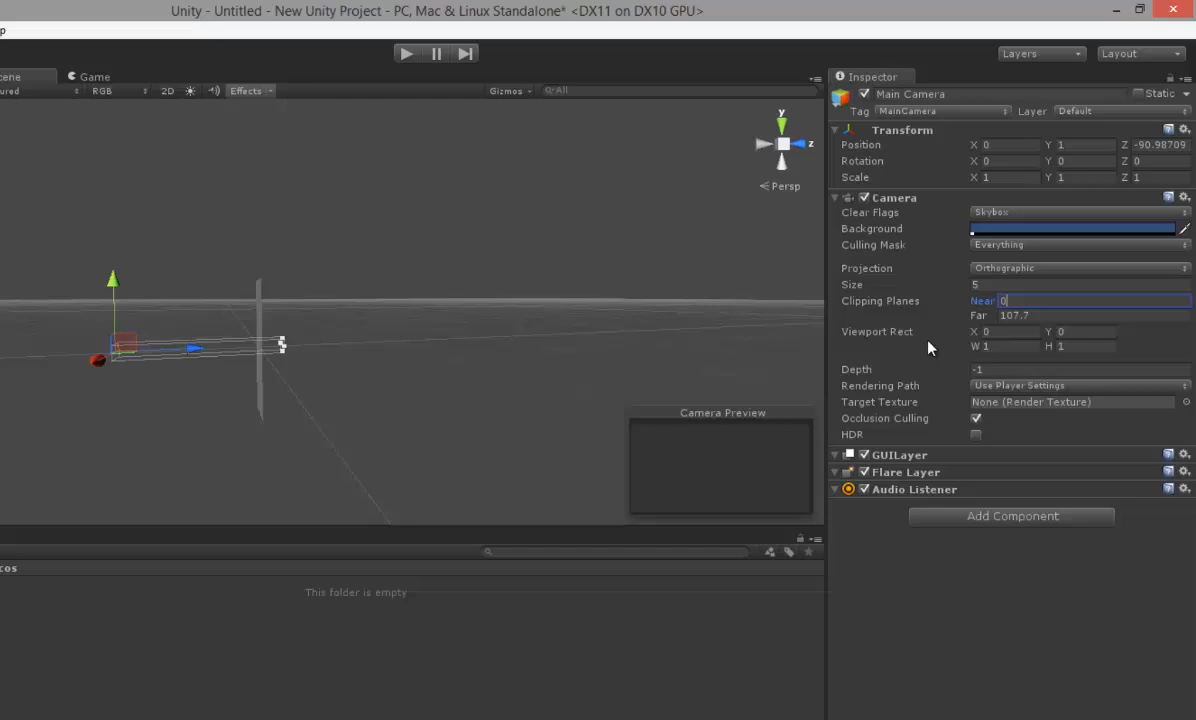 Unity - Untitled - New Unity Project - PC, Mac & Linux Standalone* <DX11 on DX10 GPU>
p
Layers Layout
cene Game
ured RGB 2D Effects Gizmos All
y
z
Persp
Camera Preview
cos
This folder is empty
Inspector
Main Camera Static
Tag MainCamera Layer Default
Transform
Position X 0 Y 1 Z -90.98709
Rotation X 0 Y 0 Z 0
Scale X 1 Y 1 Z 1
Camera
Clear Flags Skybox
Background
Culling Mask Everything
Projection Orthographic
Size 5
Clipping Planes Near 0
Far 107.7
Viewport Rect X 0 Y 0
W 1 H 1
Depth -1
Rendering Path Use Player Settings
Target Texture None (Render Texture)
Occlusion Culling
HDR
GUILayer
Flare Layer
Audio Listener
Add Component